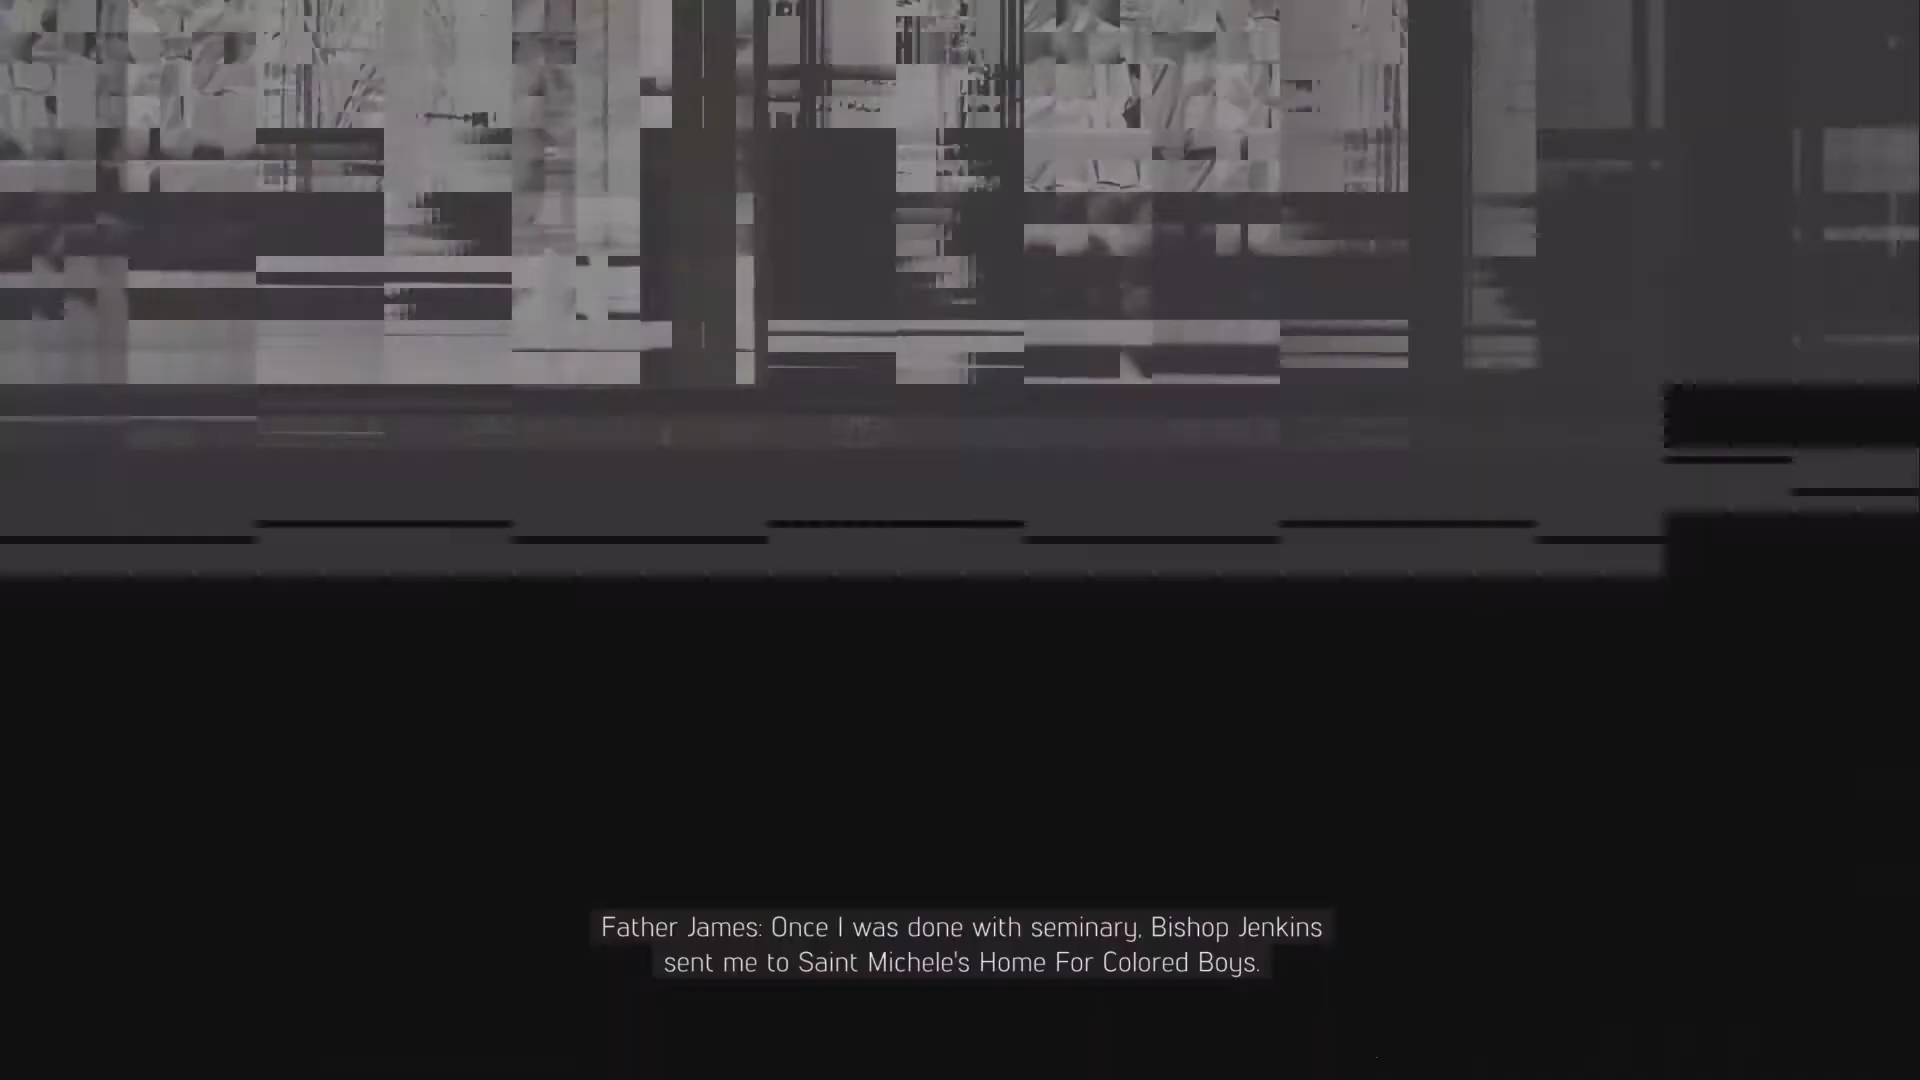 Father James: Once I was done with seminary, Bishop Jenkins
sent me to Saint Michele's Home For Colored Boys.